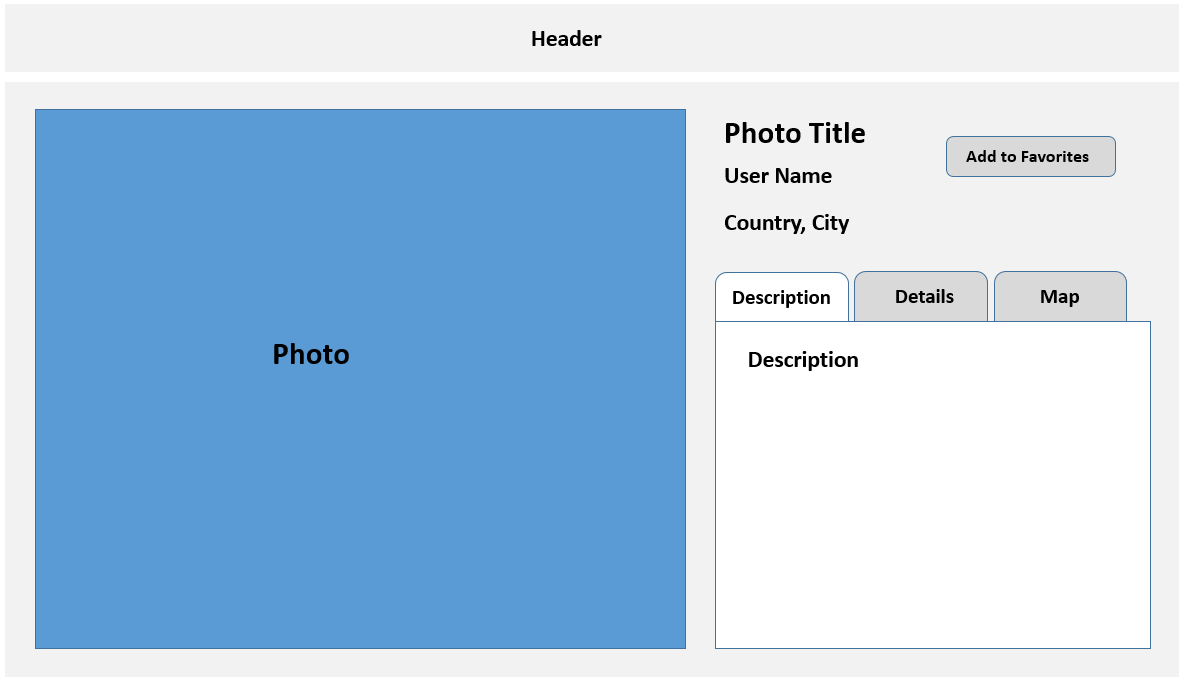 Header
Photo
Photo Title
Add to Favorites
User Name
Country, City
Description
Details
Map
Description